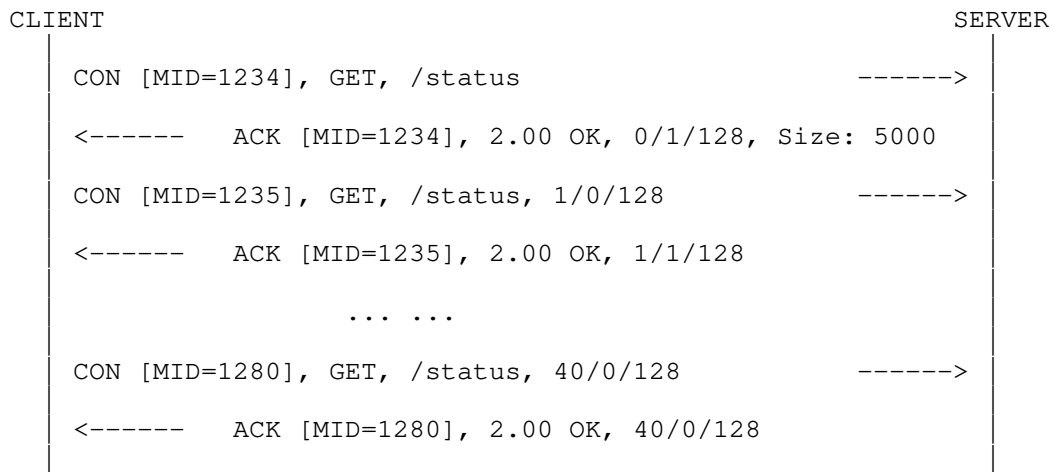 CLIENT SERVER
CON [MID=1234], GET, /status ------>
<------ ACK [MID=1234], 2.00 OK, 0/1/128, Size: 5000
CON [MID=1235], GET, /status, 1/0/128 ------>
<------ ACK [MID=1235], 2.00 OK, 1/1/128
... ...
CON [MID=1280], GET, /status, 40/0/128 ------>
<------ ACK [MID=1280], 2.00 OK, 40/0/128